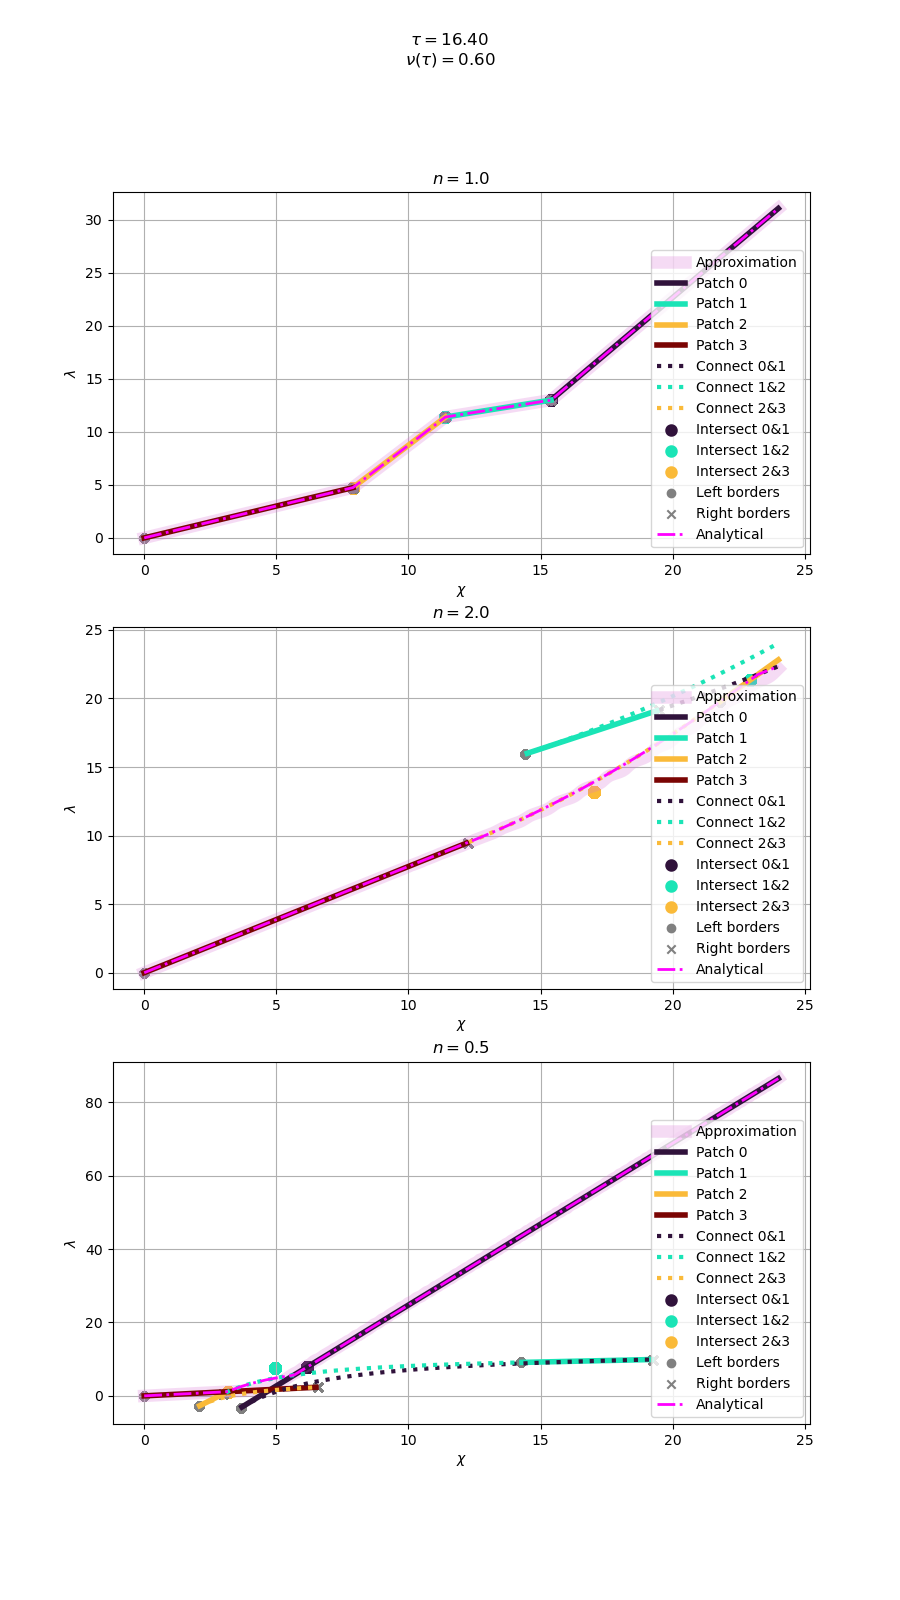 τ = 16.40
ν(τ) = 0.60
n = 1.0
30
25
20
15
10
5
0
λ
0 5 10 15 20 25
χ
Approximation
Patch 0
Patch 1
Patch 2
Patch 3
Connect 0&1
Connect 1&2
Connect 2&3
Intersect 0&1
Intersect 1&2
Intersect 2&3
Left borders
Right borders
Analytical
n = 2.0
25
20
15
10
5
0
λ
0 5 10 15 20 25
χ
Approximation
Patch 0
Patch 1
Patch 2
Patch 3
Connect 0&1
Connect 1&2
Connect 2&3
Intersect 0&1
Intersect 1&2
Intersect 2&3
Left borders
Right borders
Analytical
n = 0.5
80
60
40
20
0
λ
0 5 10 15 20 25
χ
Approximation
Patch 0
Patch 1
Patch 2
Patch 3
Connect 0&1
Connect 1&2
Connect 2&3
Intersect 0&1
Intersect 1&2
Intersect 2&3
Left borders
Right borders
Analytical